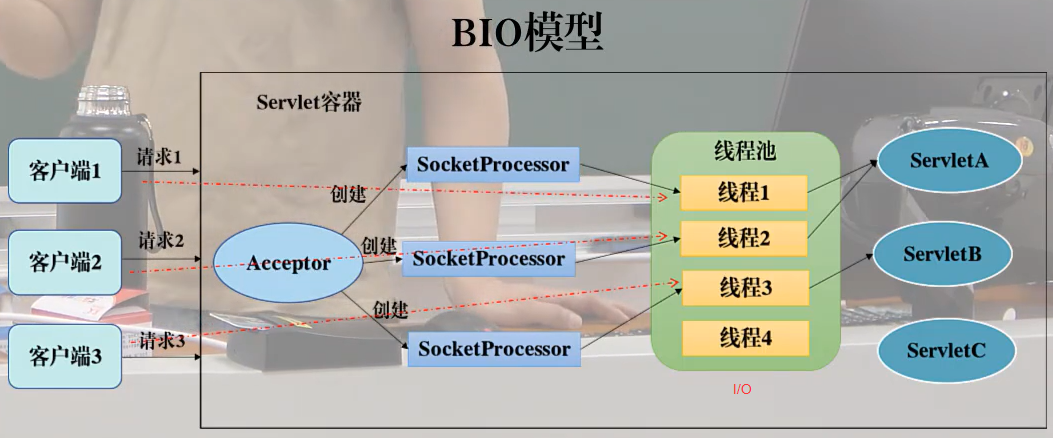 BIO模型
Servlet容器
客户端1
请求1
客户端2
请求2
客户端3
请求3
Acceptor
创建
创建
创建
SocketProcessor
SocketProcessor
SocketProcessor
线程池
线程1
线程2
线程3
线程4
I/O
ServletA
ServletB
ServletC